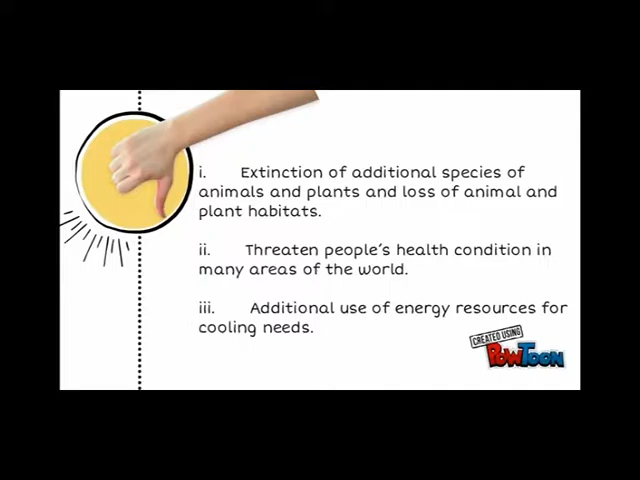 i. Extinction of additional species of
animals and plants and loss of animal and
plant habitats.
ii. Threaten people's health condition in
many areas of the world.
iii. Additional use of energy resources for
cooling needs.
CREATED USING
POWTOON